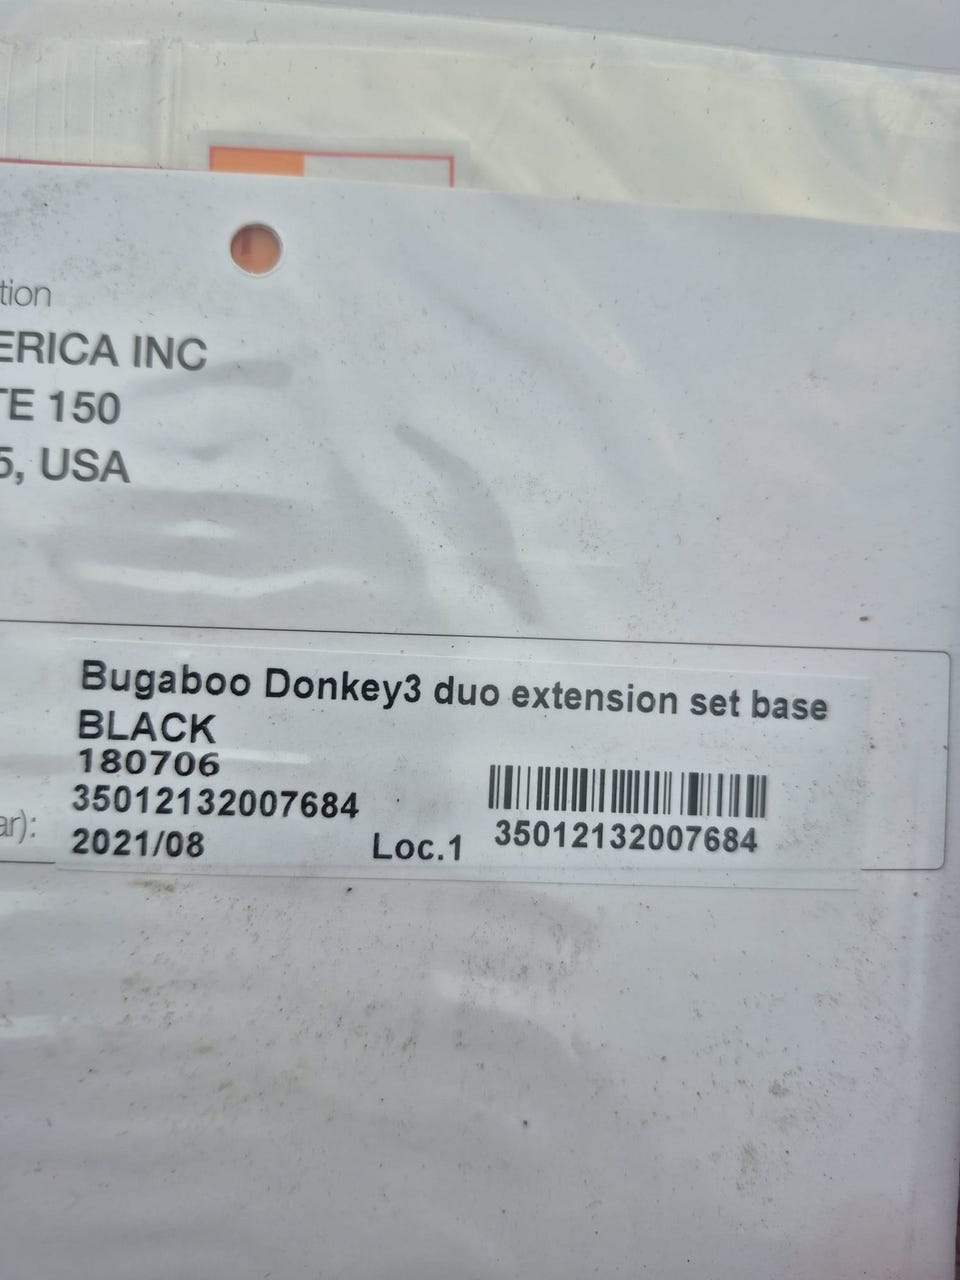 tion
ERICA INC
TE 150
5, USA
Bugaboo Donkey3 duo extension set base
BLACK
180706
35012132007684
ar):
2021/08
Loc.1
35012132007684